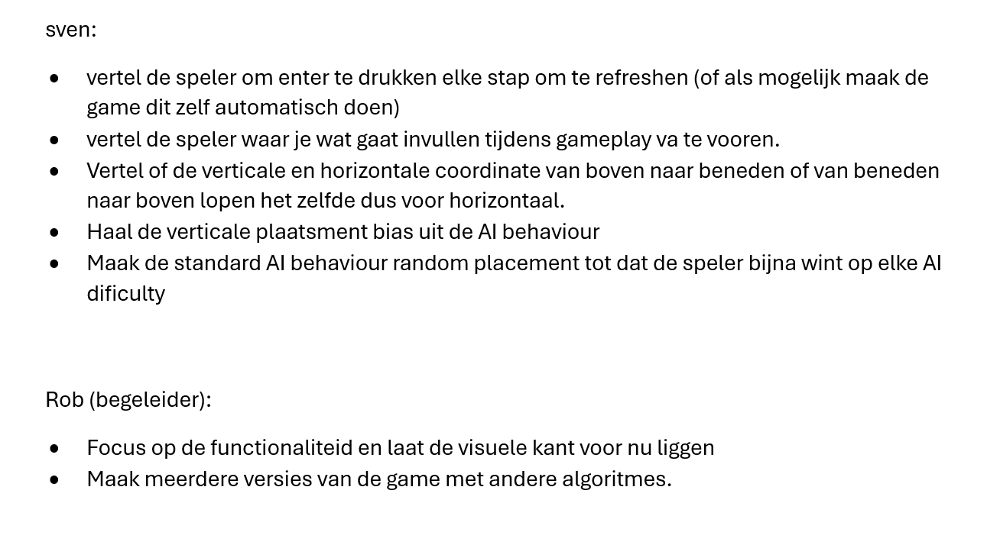 sven:
● vertel de speler om enter te drukken elke stap om te refreshen (of als mogelijk maak de
game dit zelf automatisch doen)
● vertel de speler waar je wat gaat invullen tijdens gameplay va te vooren.
● Vertel of de verticale en horizontale coordinate van boven naar beneden of van beneden
naar boven lopen het zelfde dus voor horizontaal.
● Haal de verticale plaatsment bias uit de AI behaviour
● Maak de standard AI behaviour random placement tot dat de speler bijna wint op elke AI
dificulty
Rob (begeleider):
● Focus op de functionaliteid en laat de visuele kant voor nu liggen
● Maak meerdere versies van de game met andere algoritmes.